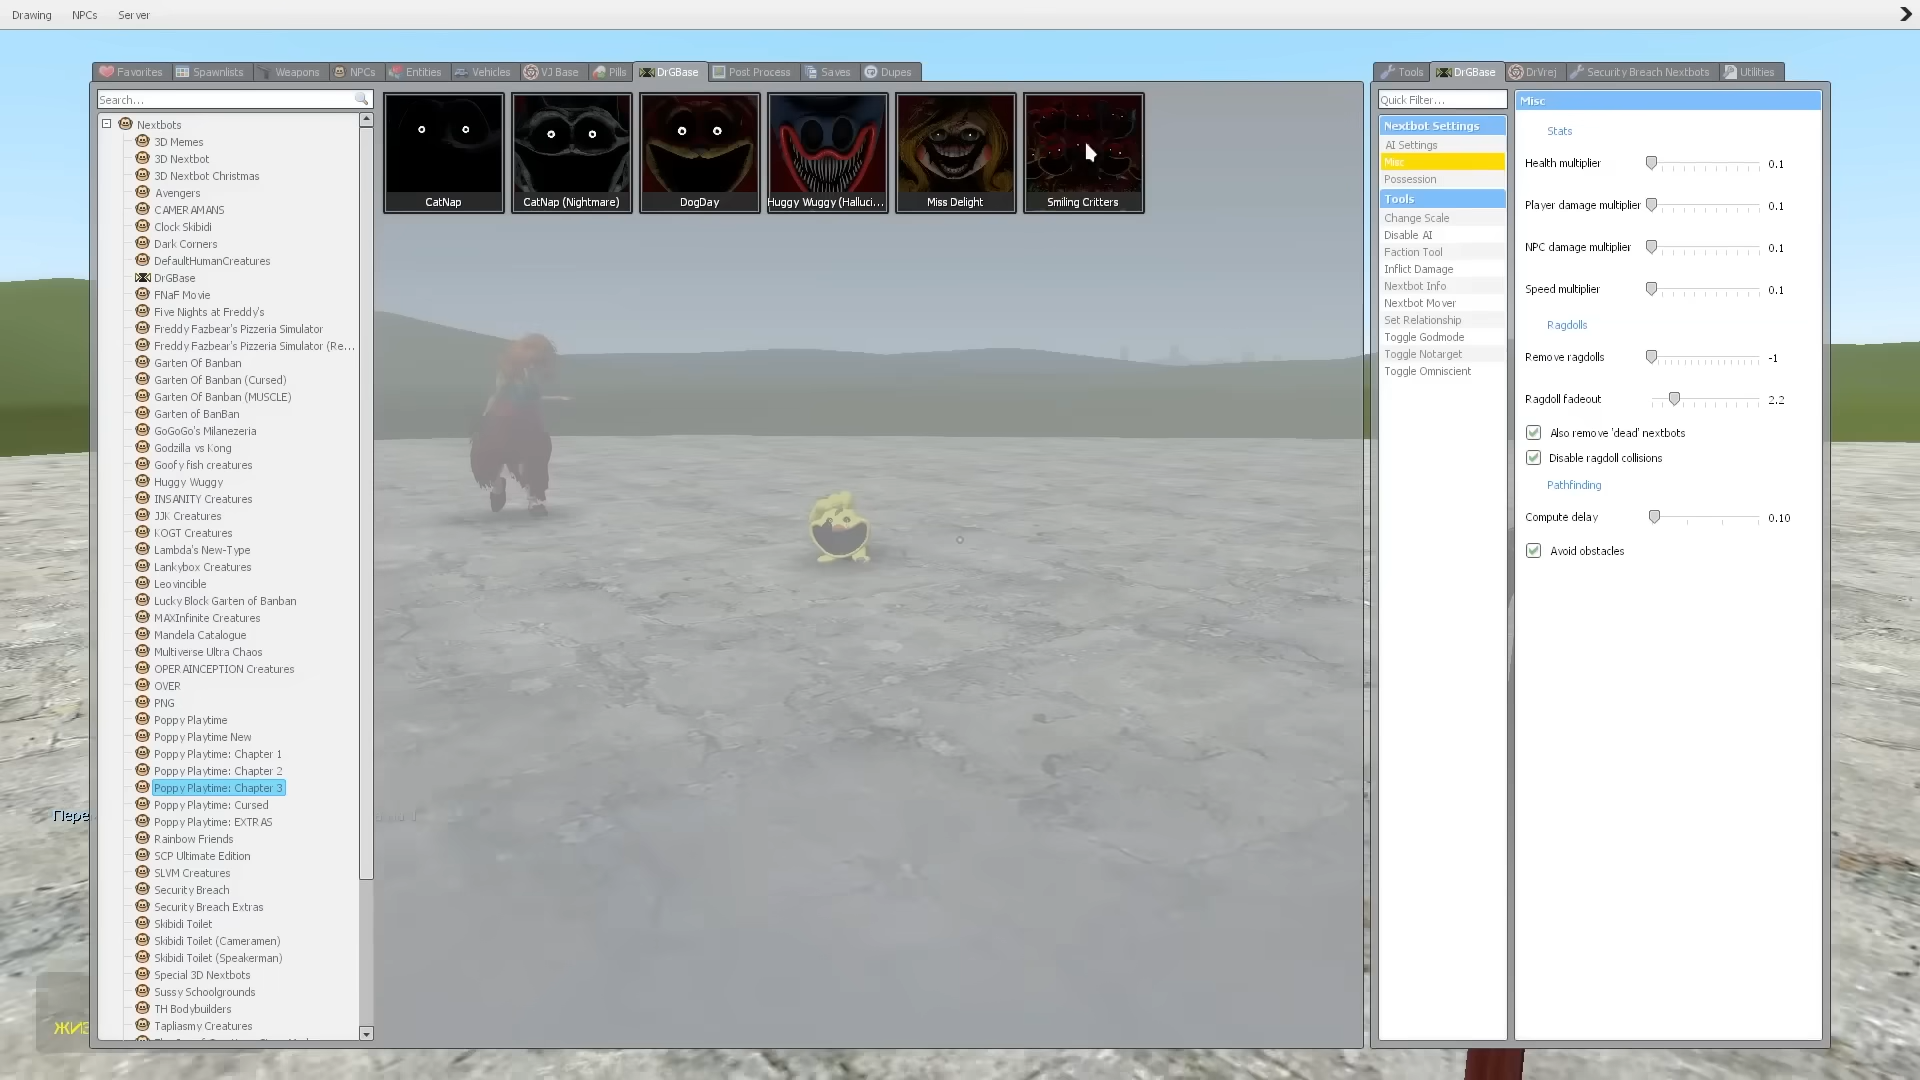 Drawing NPCs Server
Favorites Spawnlists Weapons NPCs Entities Vehicles VJ Base Pills DrGBase Post Process Saves Dupes
Tools DrGBase DrVrej Security Breach Nextbots Utilities
Search...
Nextbots
3D Memes
3D Nextbot
3D Nextbot Christmas
Avengers
CAMERAMANS
Clock Skibidi
Dark Corners
DefaultHumanCreatures
DrGBase
FNaF Movie
Five Nights at Freddy's
Freddy Fazbear's Pizzeria Simulator
Freddy Fazbear's Pizzeria Simulator (Re...
Garten Of Banban
Garten Of Banban (Cursed)
Garten Of Banban (MUSCLE)
Garten of BanBan
GoGoGo's Milanezeria
Godzilla vs Kong
Goofy fish creatures
Huggy Wuggy
INSANITY Creatures
JJK Creatures
KOGT Creatures
Lambda's New-Type
Lankybox Creatures
Leovincible
Lucky Block Garten of Banban
MAXInfinite Creatures
Mandela Catalogue
Multiverse Ultra Chaos
OPERAINCEPTION Creatures
OVER
PNG
Poppy Playtime
Poppy Playtime New
Poppy Playtime: Chapter 1
Poppy Playtime: Chapter 2
Poppy Playtime: Chapter 3
Poppy Playtime: Cursed
Poppy Playtime: EXTRAS
Rainbow Friends
SCP Ultimate Edition
SLVM Creatures
Security Breach
Security Breach Extras
Skibidi Toilet
Skibidi Toilet (Cameramen)
Skibidi Toilet (Speakerman)
Special 3D Nextbots
Sussy Schoolgrounds
TH Bodybuilders
Tapliasmy Creatures
CatNap
CatNap (Nightmare)
DogDay
Huggy Wuggy (Halluci...
Miss Delight
Smiling Critters
Quick Filter...
Nextbot Settings
AI Settings
Misc
Possession
Tools
Change Scale
Disable AI
Faction Tool
Inflict Damage
Nextbot Info
Nextbot Mover
Set Relationship
Toggle Godmode
Toggle Notarget
Toggle Omniscient
Misc
Stats
Health multiplier 0.1
Player damage multiplier 0.1
NPC damage multiplier 0.1
Speed multiplier 0.1
Ragdolls
Remove ragdolls -1
Ragdoll fadeout 2.2
Also remove 'dead' nextbots
Disable ragdoll collisions
Pathfinding
Compute delay 0.10
Avoid obstacles
Пере